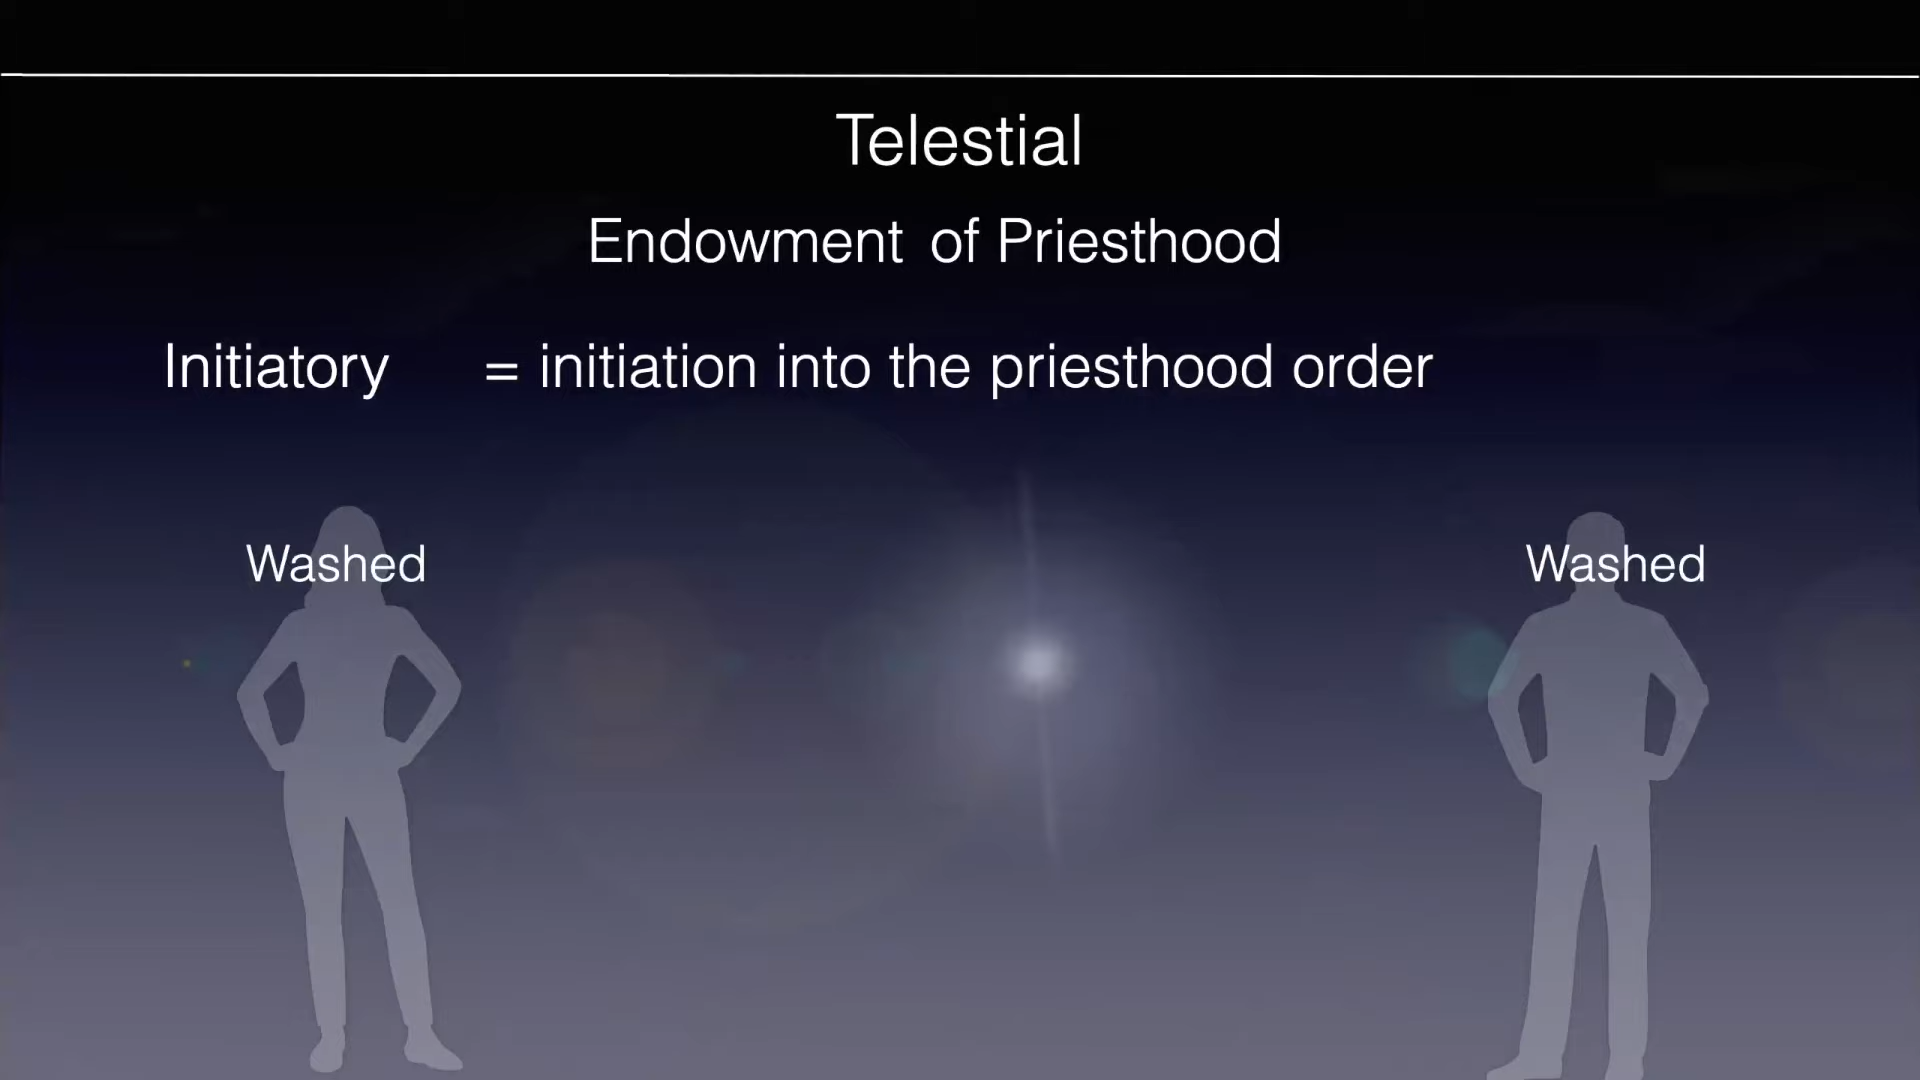 Telestial
Endowment of Priesthood
Initiatory = initiation into the priesthood order
Washed
Washed